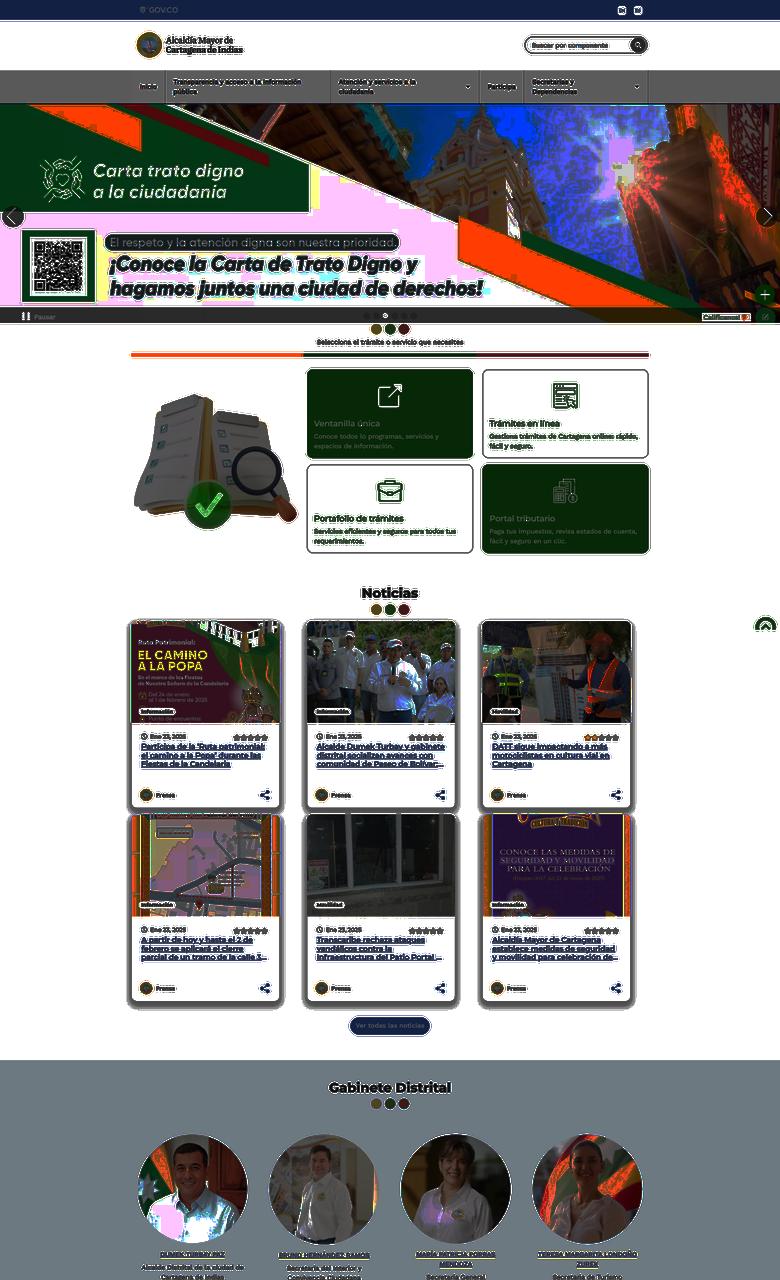 GOV.CO
Alcaldía Mayor de
Cartagena de Indias
Buscar por componente
Inicio
Transparencia y acceso a la información
pública
Atención y servicios a la
ciudadanía
Participa
Secretarías y
Dependencias
Carta trato digno
a la ciudadanía
El respeto y la atención digna son nuestra prioridad.
¡Conoce la Carta de Trato Digno y
hagamos juntos una ciudad de derechos!
Pausar
Selecciona el trámite o servicio que necesites
Ventanilla única
Conoce todos lo programas, servicios y
espacios de información.
Trámites en línea
Gestiona trámites de Cartagena online: rápido,
fácil y seguro.
Portafolio de trámites
Servicios eficientes y seguros para todos tus
requerimientos.
Portal tributario
Paga tus impuestos, revisa estados de cuenta,
fácil y seguro en un clic.
Noticias
Ruta Patrimonial:
EL CAMINO
A LA POPA
En el marco de las Fiestas
de Nuestra Señora de la Candelaria
Del 24 de enero
al 1 febrero de 2025
Punto de encuentro:
Información
Ene 23, 2025
Participa de la 'Ruta patrimonial:
el camino a la Popa' durante las
Fiestas de la Candelaria
Prensa
Información
Ene 23, 2025
Alcalde Dumek Turbay y gabinete
distrital socializan avances con
comunidad de Paseo de Bolívar:...
Prensa
Movilidad
Ene 23, 2025
DATT sigue impactando a más
motociclistas en cultura vial en
Cartagena
Prensa
Información
Ene 23, 2025
A partir de hoy y hasta el 2 de
febrero se aplicará el cierre
parcial de un tramo de la calle 3...
Prensa
Movilidad
Ene 23, 2025
Transcaribe rechaza ataques
vandálicos contra la
infraestructura del Patio Portal...
Prensa
CONOCE LAS MEDIDAS DE
SEGURIDAD Y MOVILIDAD
PARA LA CELEBRACIÓN
Información
Ene 23, 2025
Alcaldía Mayor de Cartagena
establece medidas de seguridad
y movilidad para celebración de...
Prensa
Ver todas las noticias
Gabinete Distrital
DUMEK TURBAY PAZ
Alcalde Distrital de la ciudad de
Cartagena de Indias
BRUNO HERNÁNDEZ RAMOS
Secretaría del Interior y
Convivencia Ciudadana
MARÍA PATRICIA PORRAS
MENDOZA
Secretaría General
TERESA MARGARITA LONDOÑO
ZUREK
Secretaría de Turismo